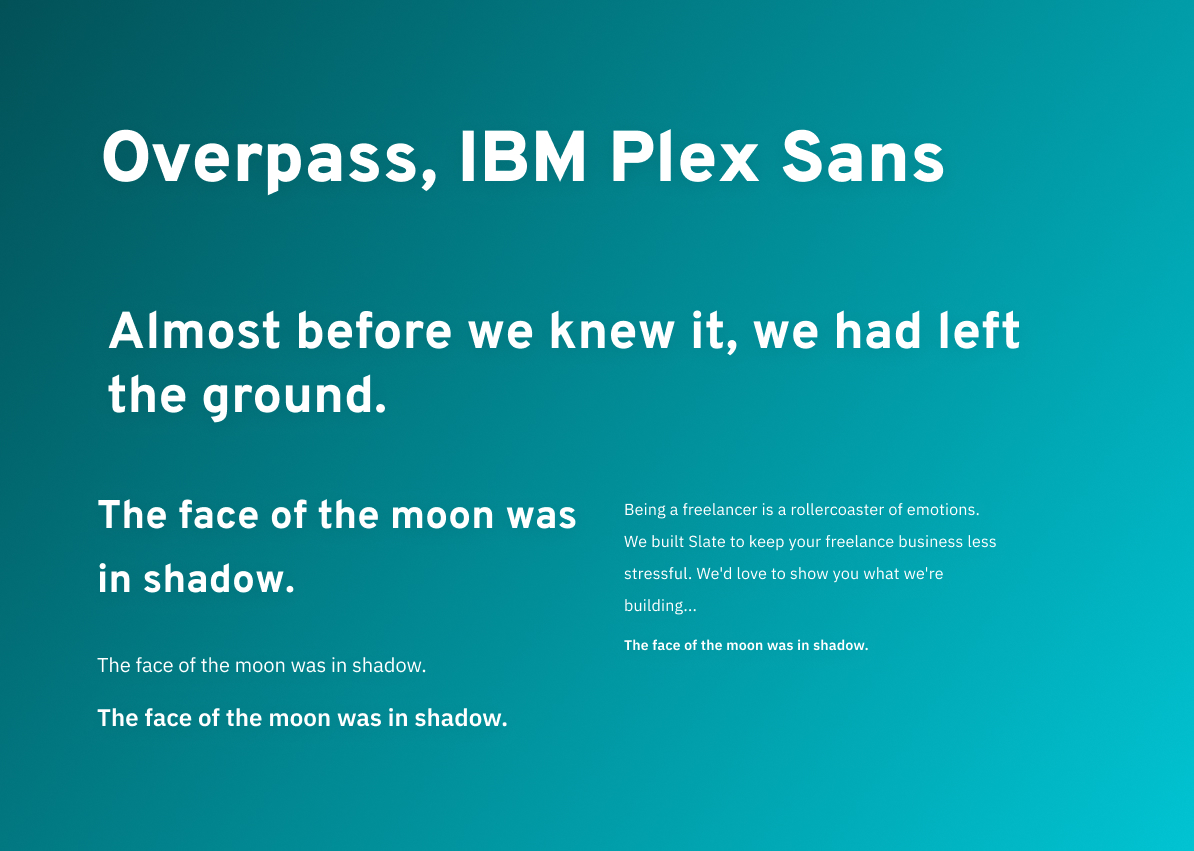 Overpass, IBM Plex Sans
Almost before we knew it, we had left
the ground.
The face of the moon was
in shadow.
The face of the moon was in shadow.
The face of the moon was in shadow.
Being a freelancer is a rollercoaster of emotions.
We built Slate to keep your freelance business less
stressful. We'd love to show you what we're
building...
The face of the moon was in shadow.